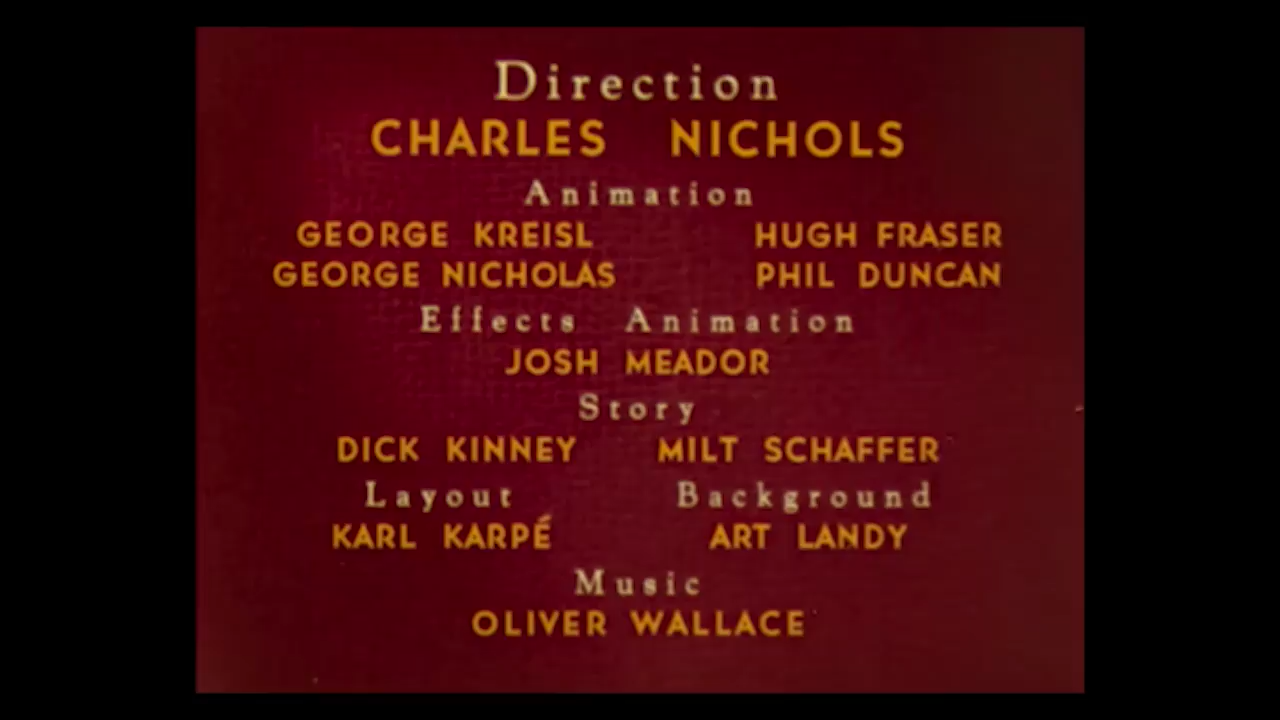 Direction
CHARLES NICHOLS
Animation
GEORGE KREISL HUGH FRASER
GEORGE NICHOLAS PHIL DUNCAN
Effects Animation
JOSH MEADOR
Story
DICK KINNEY MILT SCHAFFER
Layout Background
KARL KARPÉ ART LANDY
Music
OLIVER WALLACE